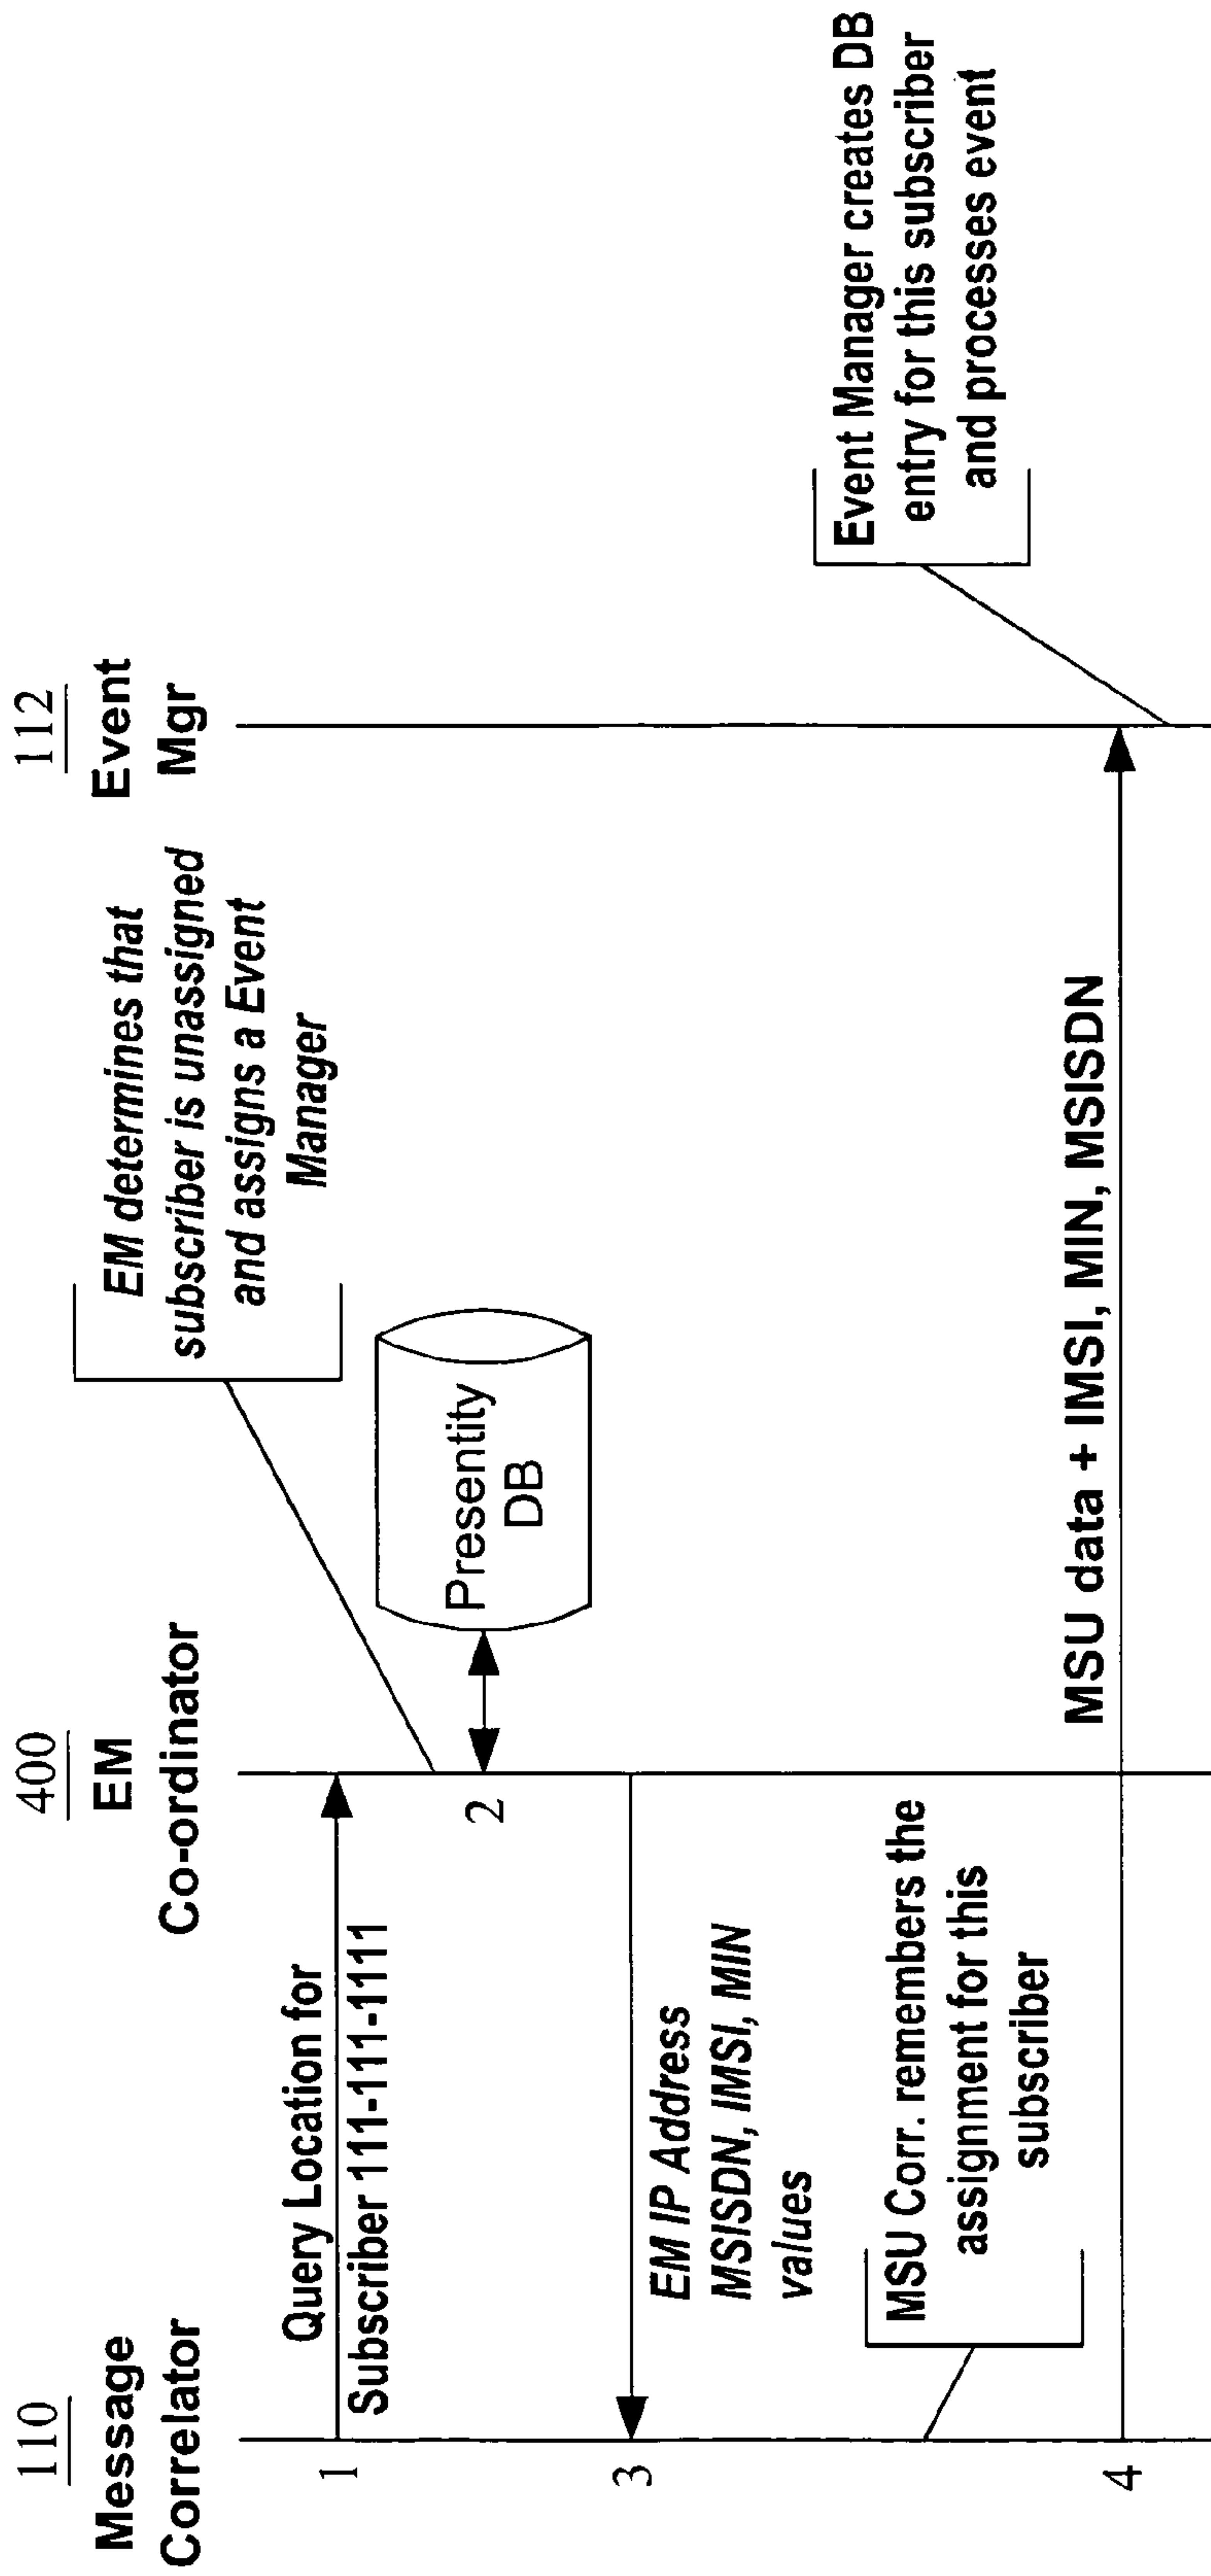 110
Message
Correlator
400
EM
Co-ordinator
112
Event
Mgr
EM determines that
subscriber is unassigned
and assigns a Event
Manager
1
Query Location for
Subscriber 111-111-1111
2
Presentity
DB
3
EM IP Address
MSISDN, IMSI, MIN
values
MSU Corr. remembers the
assignment for this
subscriber
4
MSU data + IMSI, MIN, MSISDN
Event Manager creates DB
entry for this subscriber
and processes event